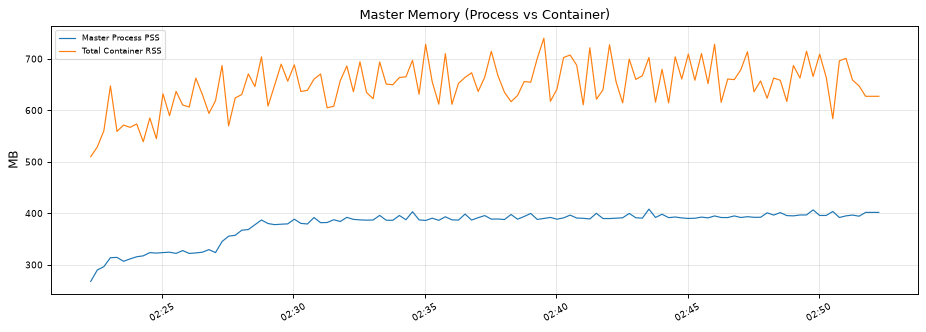 Master Memory (Process vs Container)
Master Process PSS
Total Container RSS
MB
700
600
500
400
300
02:25
02:30
02:35
02:40
02:45
02:50